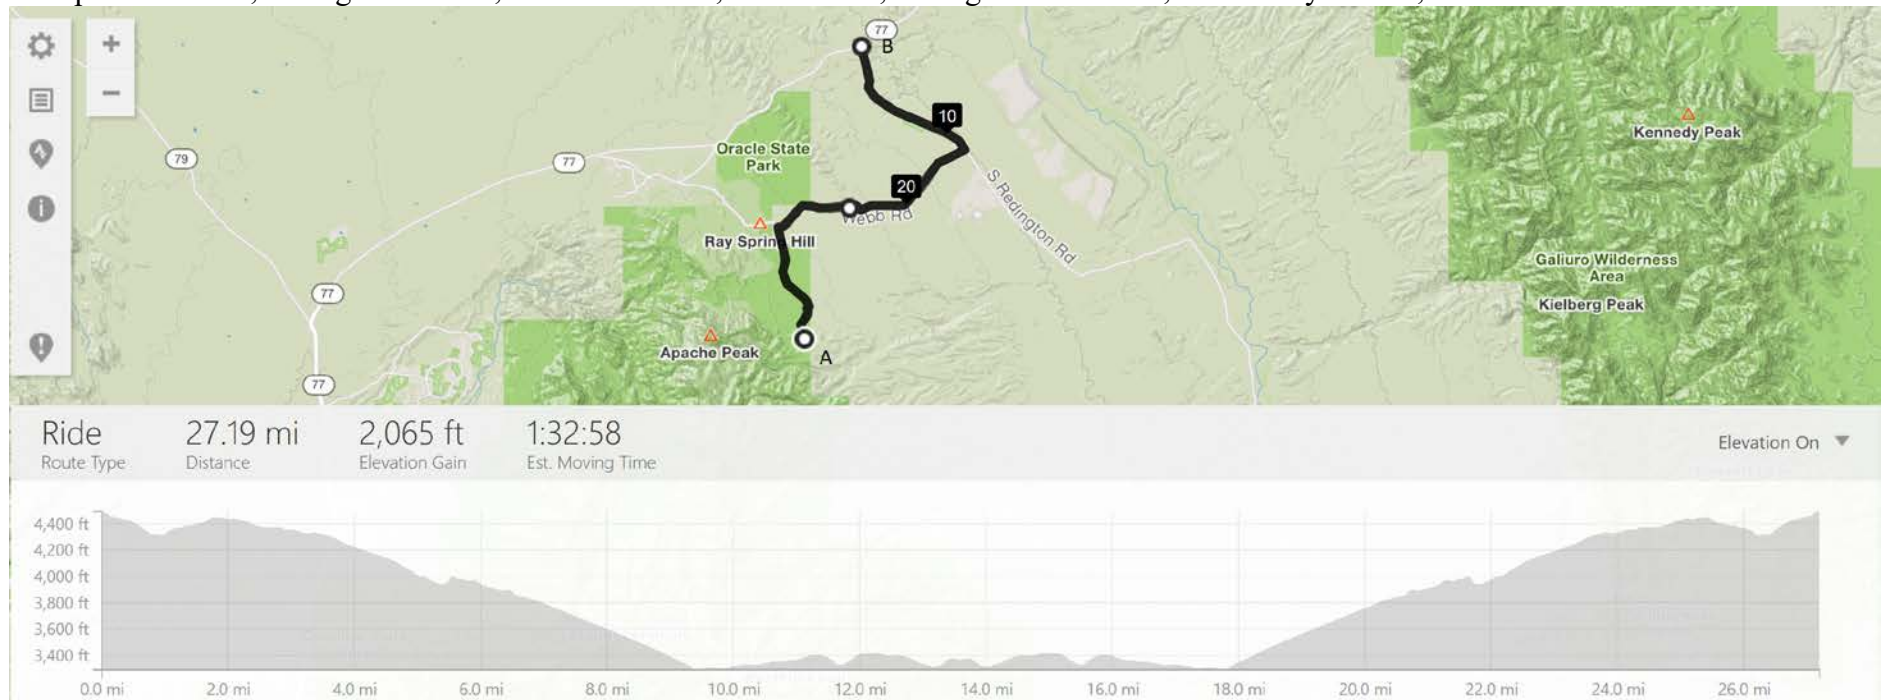 77
B
10
Kennedy Peak
79
77
Oracle State
Park
S Redington Rd
20
Webb Rd
Ray Spring Hill
Galiuro Wilderness
Area
77
Kielberg Peak
Apache Peak
A
77
Ride
27.19 mi
2,065 ft
1:32:58
Route Type
Distance
Elevation Gain
Est. Moving Time
Elevation On
4,400 ft
4,200 ft
4,000 ft
3,800 ft
3,600 ft
3,400 ft
0.0 mi 2.0 mi 4.0 mi 6.0 mi 8.0 mi 10.0 mi 12.0 mi 14.0 mi 16.0 mi 18.0 mi 20.0 mi 22.0 mi 24.0 mi 26.0 mi